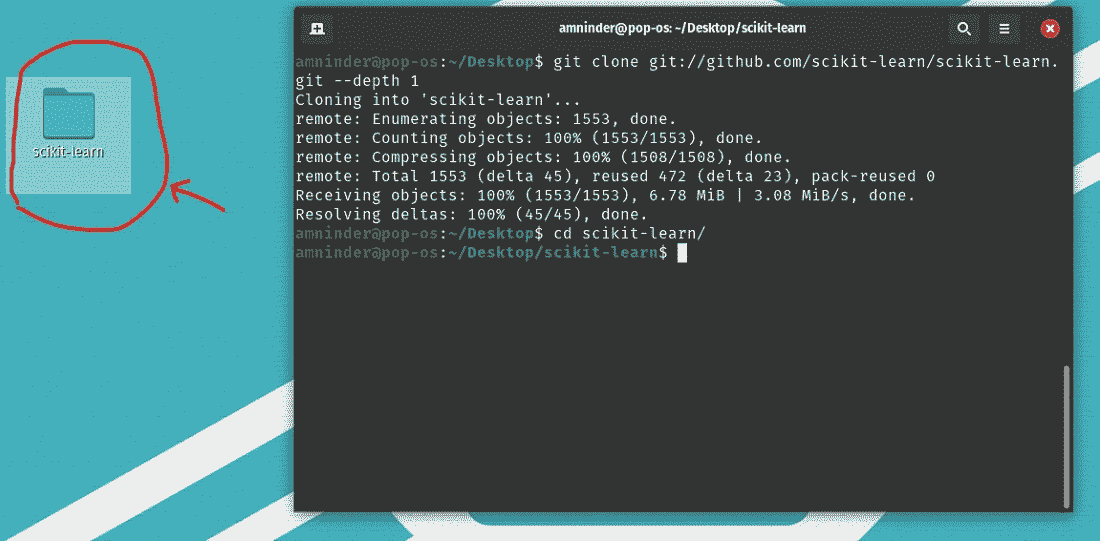 scikit-learn
amninder@pop-os: ~/Desktop/scikit-learn
amninder@pop-os:~/Desktop$ git clone git://github.com/scikit-learn/scikit-learn.
git --depth 1
Cloning into 'scikit-learn'...
remote: Enumerating objects: 1553, done.
remote: Counting objects: 100% (1553/1553), done.
remote: Compressing objects: 100% (1508/1508), done.
remote: Total 1553 (delta 45), reused 472 (delta 23), pack-reused 0
Receiving objects: 100% (1553/1553), 6.78 MiB | 3.08 MiB/s, done.
Resolving deltas: 100% (45/45), done.
amninder@pop-os:~/Desktop$ cd scikit-learn/
amninder@pop-os:~/Desktop/scikit-learn$